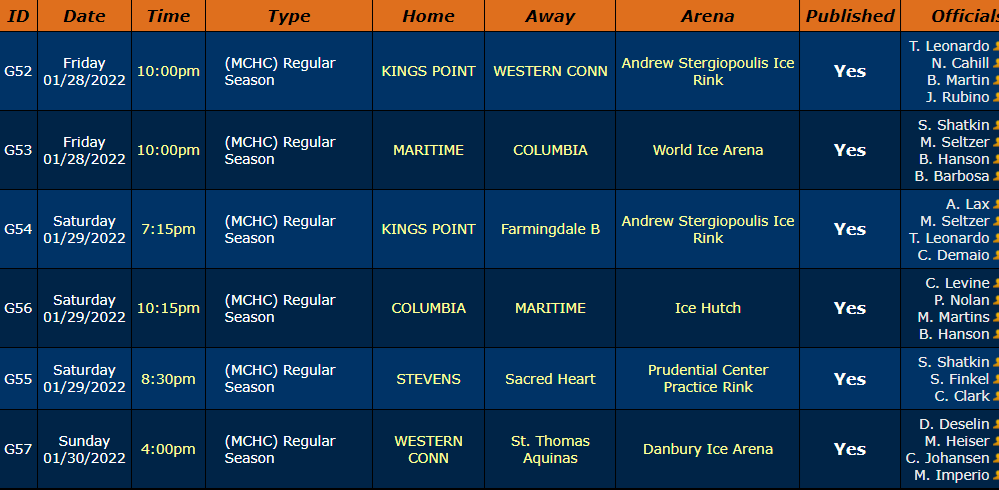 ID Date Time Type Home Away Arena Published Officials
G52 Friday 01/28/2022 10:00pm (MCHC) Regular Season KINGS POINT WESTERN CONN Andrew Stergiopoulis Ice Rink Yes
T. Leonardo
N. Cahill
B. Martin
J. Rubino
G53 Friday 01/28/2022 10:00pm (MCHC) Regular Season MARITIME COLUMBIA World Ice Arena Yes
S. Shatkin
M. Seltzer
B. Hanson
B. Barbosa
G54 Saturday 01/29/2022 7:15pm (MCHC) Regular Season KINGS POINT Farmingdale B Andrew Stergiopoulis Ice Rink Yes
A. Lax
M. Seltzer
T. Leonardo
C. Demaio
G56 Saturday 01/29/2022 10:15pm (MCHC) Regular Season COLUMBIA MARITIME Ice Hutch Yes
C. Levine
P. Nolan
M. Martins
B. Hanson
G55 Saturday 01/29/2022 8:30pm (MCHC) Regular Season STEVENS Sacred Heart Prudential Center Practice Rink Yes
S. Shatkin
S. Finkel
C. Clark
G57 Sunday 01/30/2022 4:00pm (MCHC) Regular Season WESTERN CONN St. Thomas Aquinas Danbury Ice Arena Yes
D. Deselin
M. Heiser
C. Johansen
M. Imperio